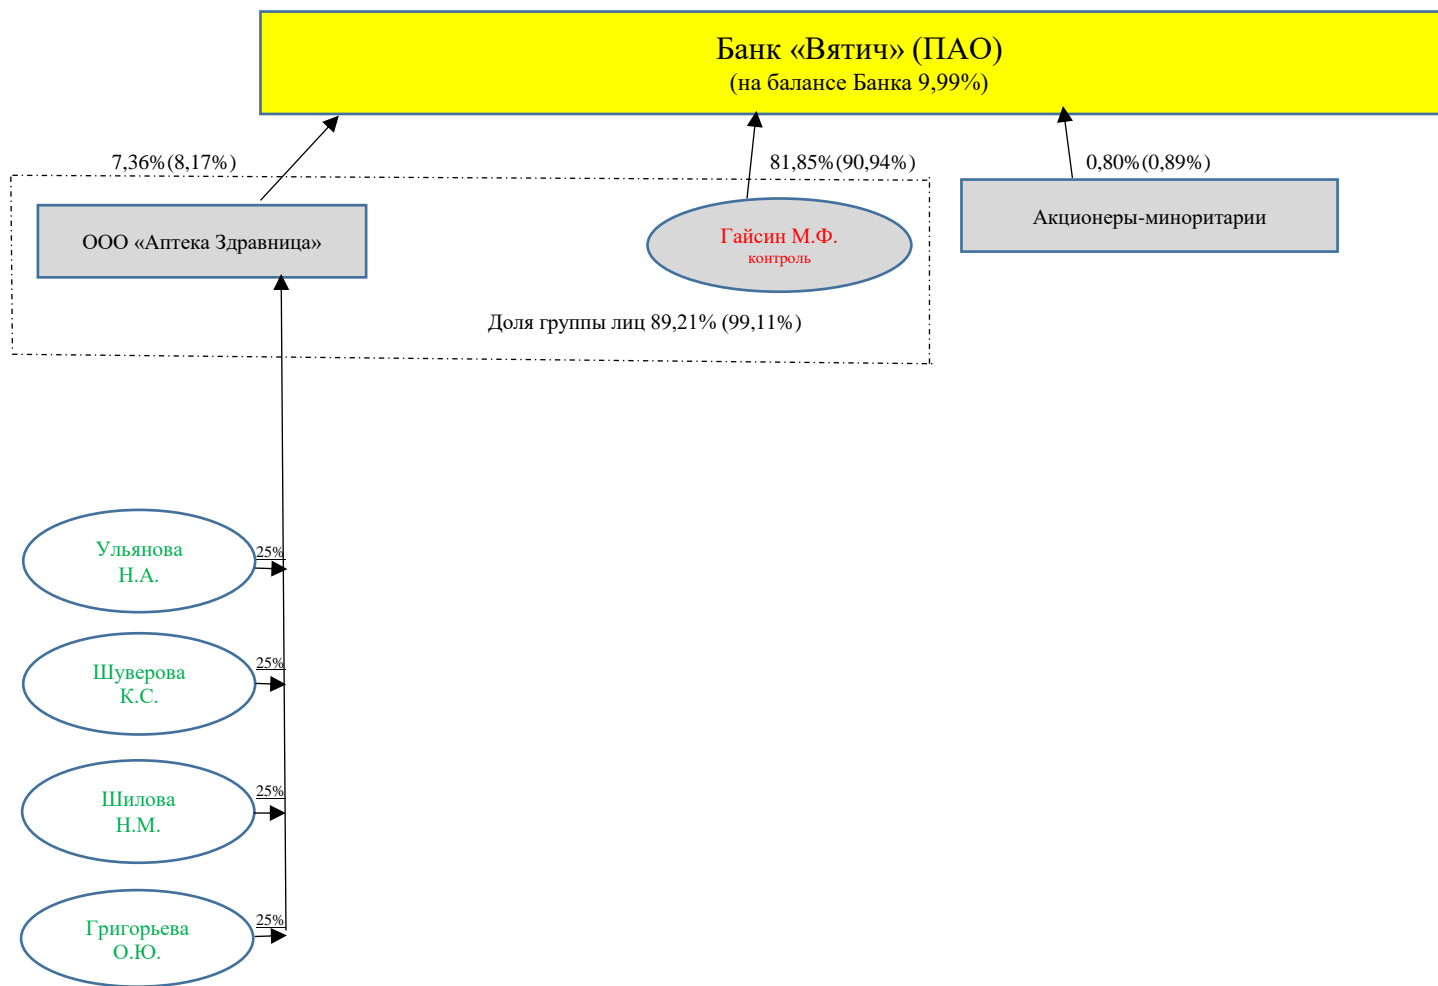 Банк «Вятич» (ПАО)
(на балансе Банка 9,99%)
7,36%(8,17%)
81,85%(90,94%)
0,80%(0,89%)
ООО «Аптека Здравница»
Гайсин М.Ф.
контроль
Акционеры-миноритарии
Доля группы лиц 89,21% (99,11%)
Ульянова
Н.А.
25%
Шуверова
К.С.
25%
Шилова
Н.М.
25%
Григорьева
О.Ю.
25%